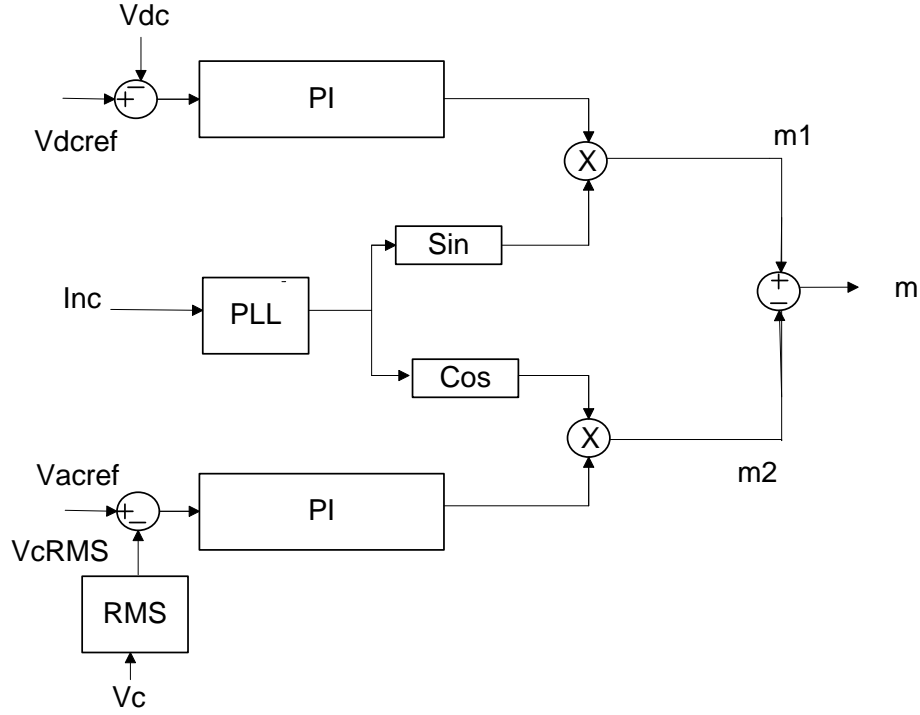 Vdc
PI
Vdcref
X
m1
Sin
Inc
PLL
m
Cos
X
m2
Vacref
PI
VcRMS
RMS
Vc